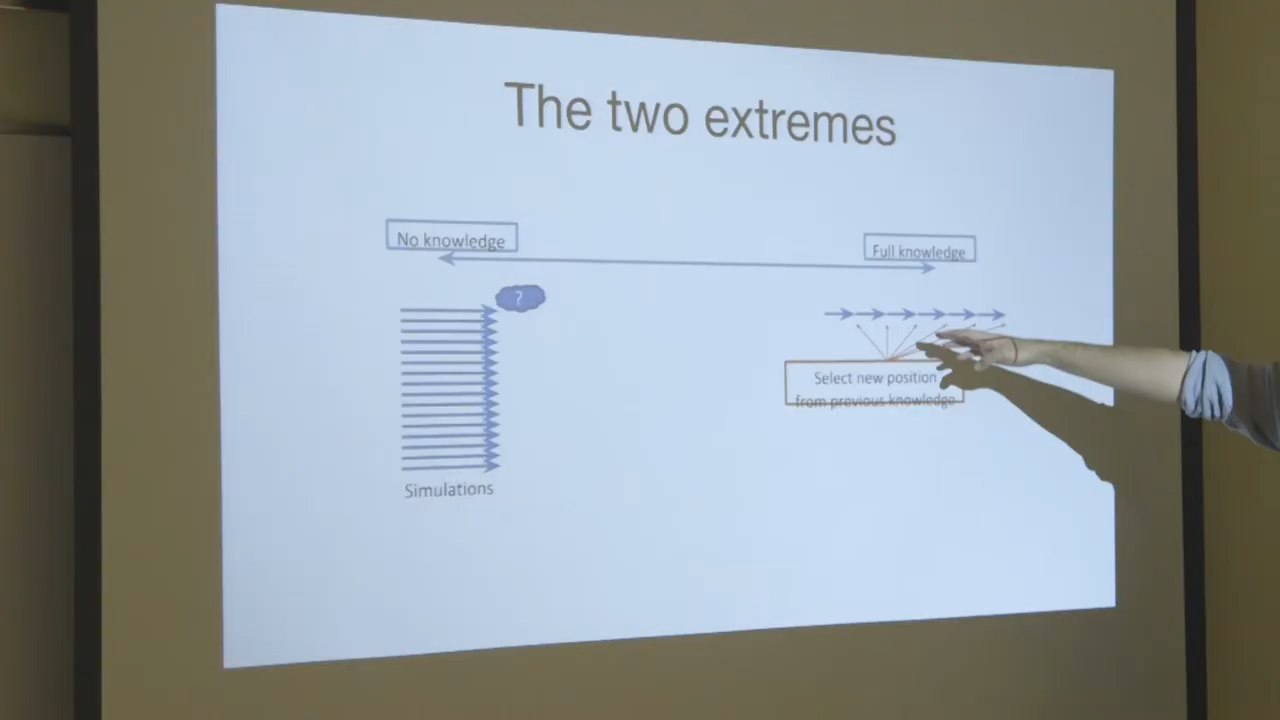 The two extremes
No knowledge
Full knowledge
?
Select new position
from previous knowledge
Simulations